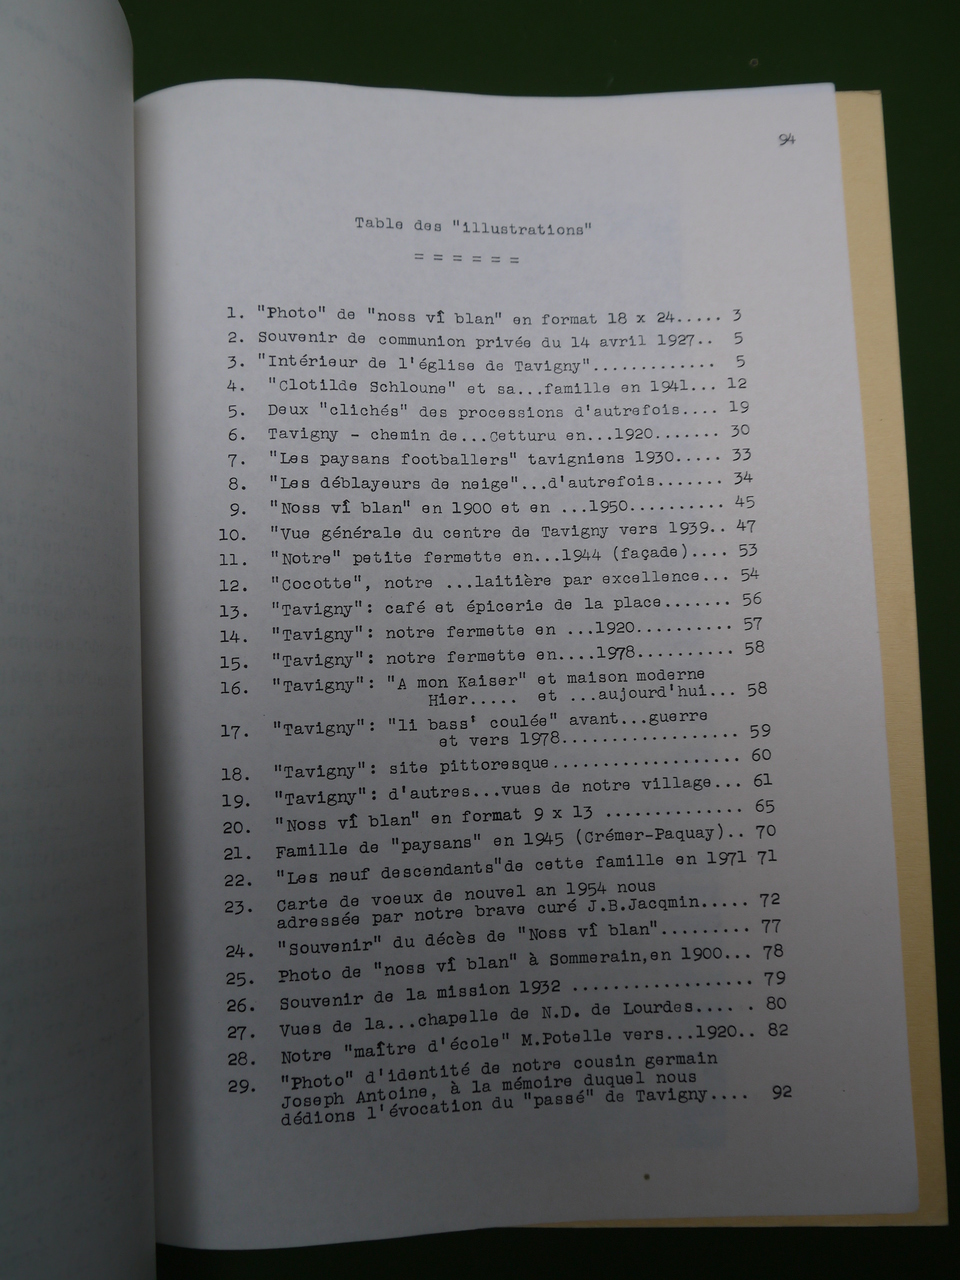 94
Table des "illustrations"
= = = = = =
1. "Photo" de "noss vî blan" en format 18 x 24..... 3
2. Souvenir de communion privée du 14 avril 1927.. 5
3. "Intérieur de l'église de Tavigny"............. 5
4. "Clotilde Schloune" et sa...famille en 1941... 12
5. Deux "clichés" des processions d'autrefois.... 19
6. Tavigny - chemin de...Cetturu en...1920....... 30
7. "Les paysans footballers" tavigniens 1930..... 33
8. "Les déblayeurs de neige"...d'autrefois....... 34
9. "Noss vî blan" en 1900 et en ...1950.......... 45
10. "Vue générale du centre de Tavigny vers 1939.. 47
11. "Notre" petite fermette en...1944 (façade).... 53
12. "Cocotte", notre ...laitière par excellence... 54
13. "Tavigny": café et épicerie de la place....... 56
14. "Tavigny": notre fermette en ...1920.......... 57
15. "Tavigny": notre fermette en....1978.......... 58
16. "Tavigny": "A mon Kaiser" et maison moderne
Hier..... et ...aujourd'hui... 58
17. "Tavigny": "li bass' coulée" avant...guerre
et vers 1978.................. 59
18. "Tavigny": site pittoresque................... 60
19. "Tavigny": d'autres...vues de notre village... 61
20. "Noss vî blan" en format 9 x 13 .............. 65
21. Famille de "paysans" en 1945 (Crémer-Paquay).. 70
22. "Les neuf descendants"de cette famille en 1971 71
23. Carte de voeux de nouvel an 1954 nous
adressée par notre brave curé J.B.Jacqmin..... 72
24. "Souvenir" du décès de "Noss vî blan"......... 77
25. Photo de "noss vî blan" à Sommerain,en 1900... 78
26. Souvenir de la mission 1932 .................. 79
27. Vues de la...chapelle de N.D. de Lourdes.... . 80
28. Notre "maître d'école" M.Potelle vers...1920.. 82
29. "Photo" d'identité de notre cousin germain
Joseph Antoine, à la mémoire duquel nous
dédions l'évocation du "passé" de Tavigny.... 92